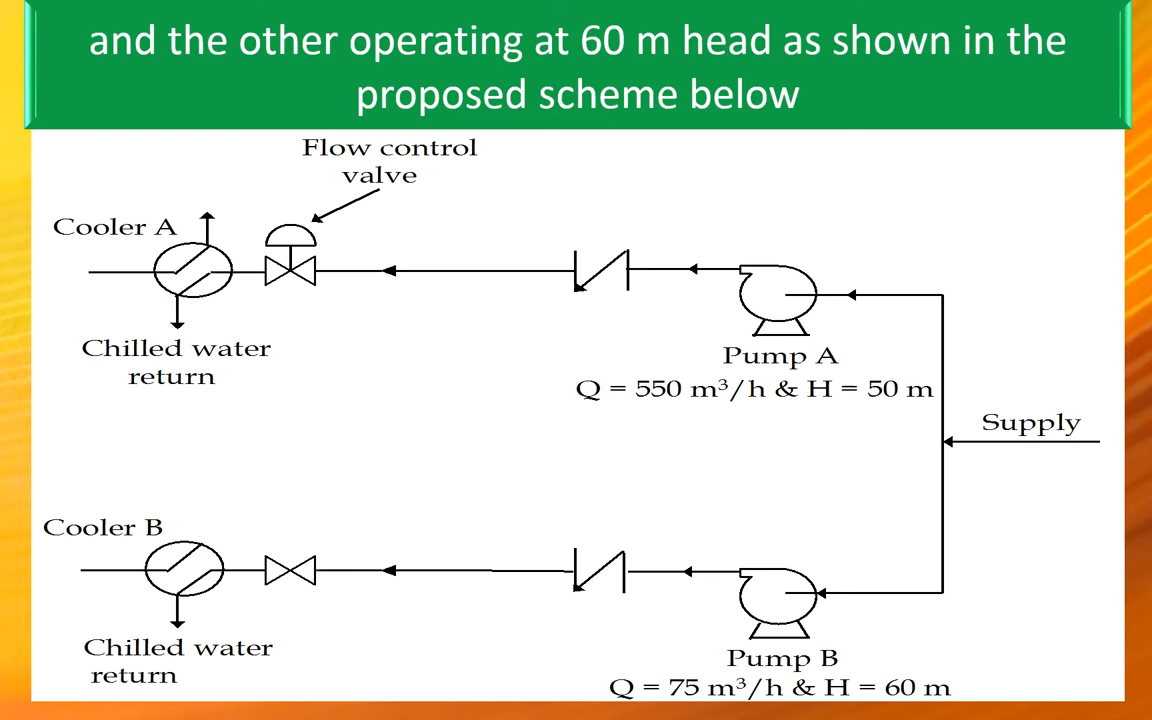 and the other operating at 60 m head as shown in the
proposed scheme below
Flow control
valve
Cooler A
Chilled water
return
Pump A
Q = 550 m³/h & H = 50 m
Supply
Cooler B
Chilled water
return
Pump B
Q = 75 m³/h & H = 60 m